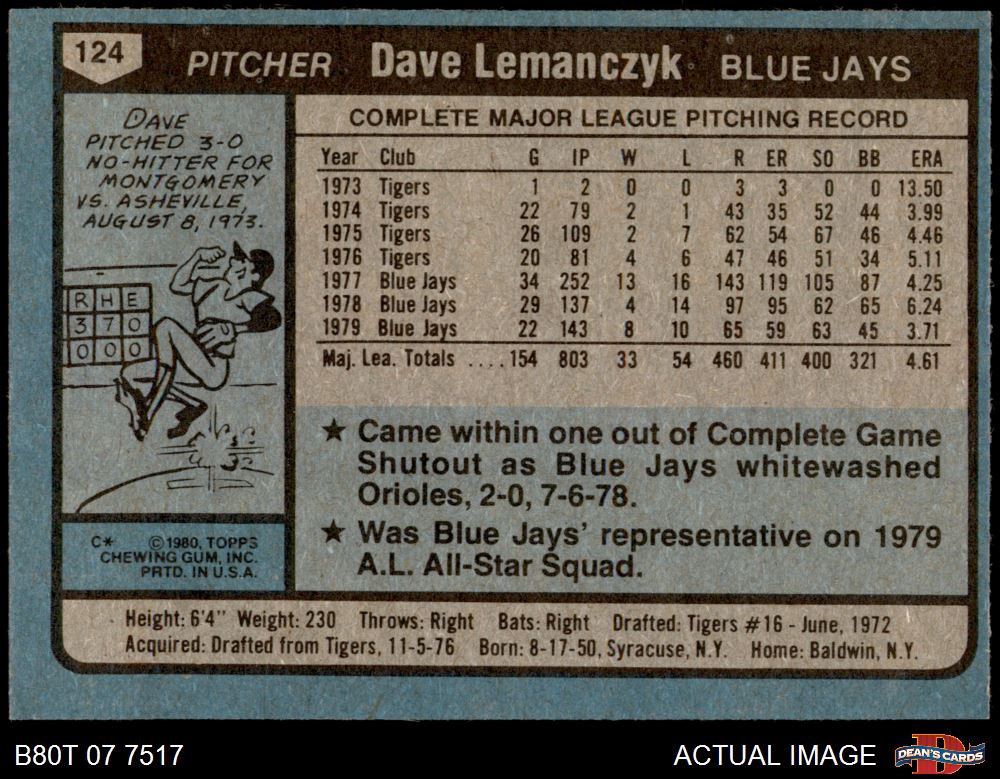 124 PITCHER Dave Lemanczyk BLUE JAYS
DAVE
PITCHED 3-0
NO-HITTER FOR
MONTGOMERY
VS. ASHEVILLE,
AUGUST 8, 1973.
R H E
3 7 0
0 0 0
C* ©1980, TOPPS
CHEWING GUM, INC.
PRTD. IN U.S.A.
COMPLETE MAJOR LEAGUE PITCHING RECORD
Year Club G IP W L R ER SO BB ERA
1973 Tigers 1 2 0 0 3 3 0 0 13.50
1974 Tigers 22 79 2 1 43 35 52 44 3.99
1975 Tigers 26 109 2 7 62 54 67 46 4.46
1976 Tigers 20 81 4 6 47 46 51 34 5.11
1977 Blue Jays 34 252 13 16 143 119 105 87 4.25
1978 Blue Jays 29 137 4 14 97 95 62 65 6.24
1979 Blue Jays 22 143 8 10 65 59 63 45 3.71
Maj. Lea. Totals ....154 803 33 54 460 411 400 321 4.61
★ Came within one out of Complete Game
Shutout as Blue Jays whitewashed
Orioles, 2-0, 7-6-78.
★ Was Blue Jays' representative on 1979
A.L. All-Star Squad.
Height: 6'4" Weight: 230 Throws: Right Bats: Right Drafted: Tigers #16 - June, 1972
Acquired: Drafted from Tigers, 11-5-76 Born: 8-17-50, Syracuse, N.Y. Home: Baldwin, N.Y.
B80T 07 7517 ACTUAL IMAGE DEAN'S CARDS